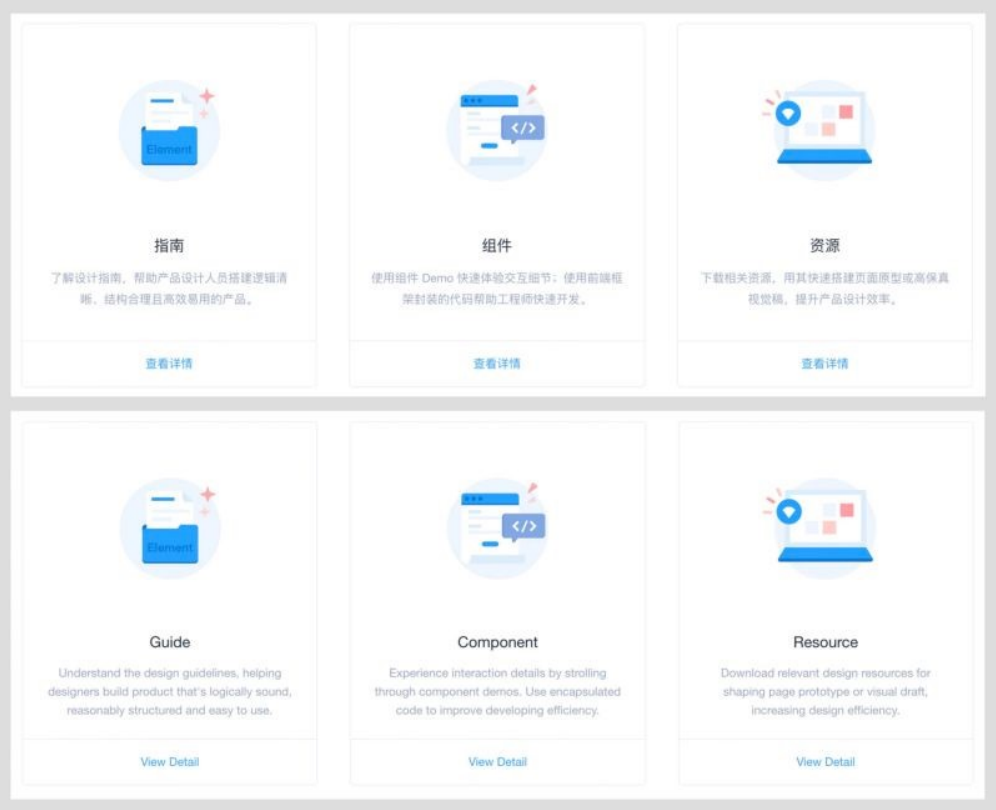 Element
</>
指南
了解设计指南，帮助产品设计人员搭建逻辑清
晰、结构合理且高效易用的产品。
查看详情
组件
使用组件 Demo 快速体验交互细节；使用前端框
架封装的代码帮助工程师快速开发。
查看详情
资源
下载相关资源，用其快速搭建页面原型或高保真
视觉稿，提升产品设计效率。
查看详情
Element
</>
Guide
Understand the design guidelines, helping
designers build product that's logically sound,
reasonably structured and easy to use.
View Detail
Component
Experience interaction details by strolling
through component demos. Use encapsulated
code to improve developing efficiency.
View Detail
Resource
Download relevant design resources for
shaping page prototype or visual draft,
increasing design efficiency.
View Detail